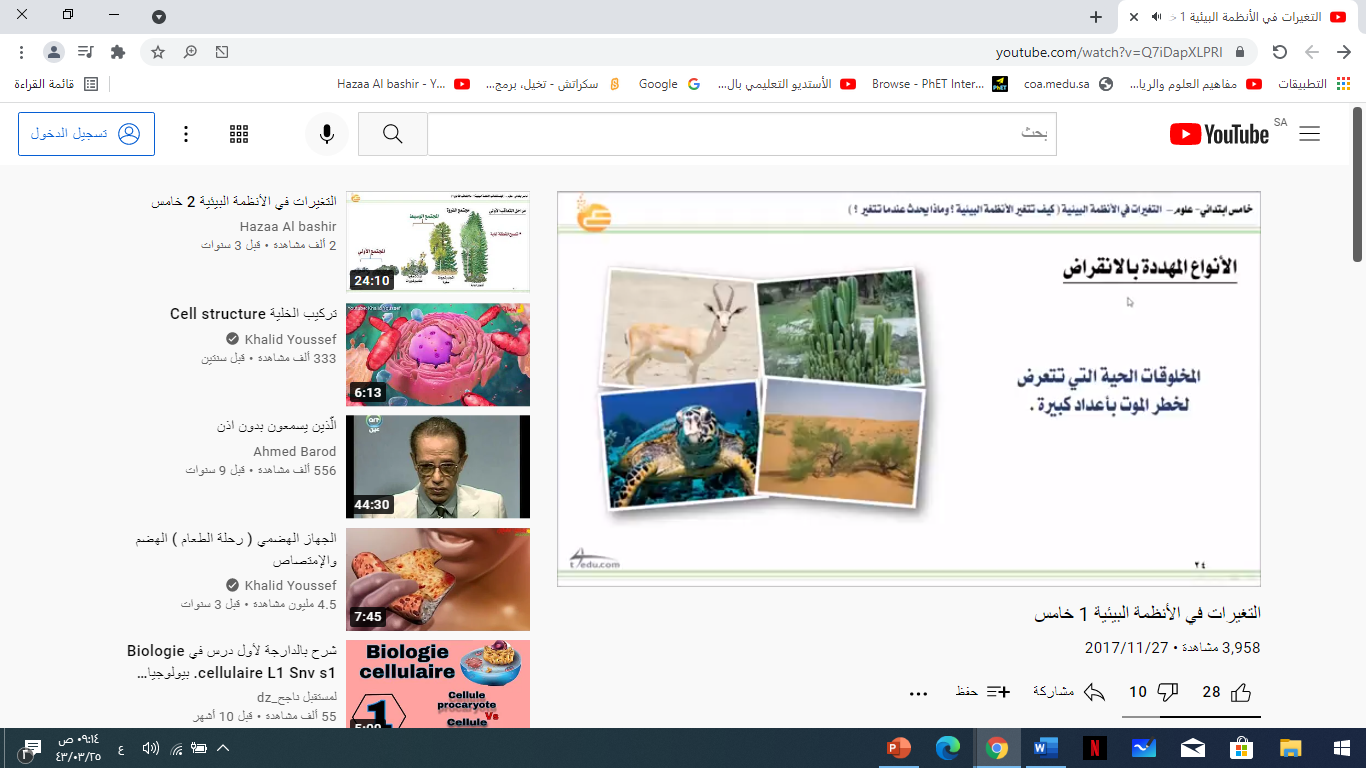 التغيرات في الأنظمة البيئية 1 >
youtube.com/watch?v=Q7iDapXLPRI
التطبيقات
مفاهيم العلوم والريا...
coa.medu.sa
Browse - PhET Inter...
الأستديو التعليمي بال...
Google
سكراتش - تخيل، برمج...
Hazaa Al bashir - Y...
قائمة القراءة
YouTube SA
بحث
تسجيل الدخول
خامس ابتدائي - علوم – التغيرات في الأنظمة البيئية ( كيف تتغير الأنظمة البيئية ؟ وماذا يحدث عندما تتغير ؟ )
الأنواع المهددة بالانقراض
المخلوقات الحية التي تتعرض
لخطر الموت بأعداد كبيرة .
t4edu.com
٢٤
التغيرات في الأنظمة البيئية 1 خامس
3,958 مشاهدة • 2017/11/27
28
10
مشاركة
حفظ
التغيرات في الأنظمة البيئية 2 خامس
Hazaa Al bashir
2 ألف مشاهدة • قبل 3 سنوات
المجتمع الأولي
24:10
تركيب الخلية Cell structure
Khalid Youssef
333 ألف مشاهدة • قبل سنتين
6:13
الّذين يسمعون بدون اذن
Ahmed Barod
556 ألف مشاهدة • قبل 9 سنوات
44:30
الجهاز الهضمي ( رحلة الطعام ) الهضم
والإمتصاص
Khalid Youssef
4.5 مليون مشاهدة • قبل 3 سنوات
7:45
شرح بالدارجة لأول درس في Biologie
cellulaire L1 Snv s1. بيولوجيا...
لمستقبل ناجح_dz
55 ألف مشاهدة • قبل 10 أشهر
Biologie
cellulaire
1
Cellule
procaryote
Vs
Cellule
5:00
٠٩:١٤ ص
٤٣/٠٣/٢٥
ع